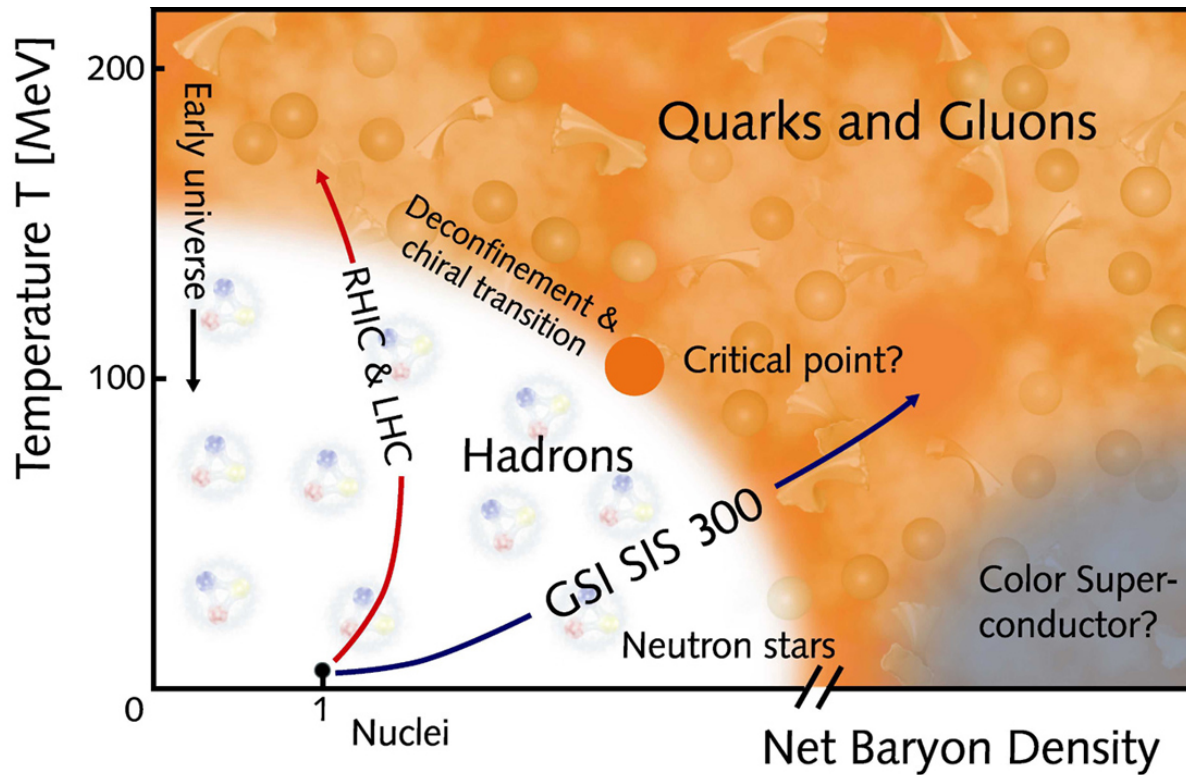 Temperature T [MeV]
200
100
0
Early universe
Quarks and Gluons
Deconfinement &
chiral transition
RHIC & LHC
Critical point?
Hadrons
GSI SIS 300
Color Super-
conductor?
Neutron stars
1
Nuclei
Net Baryon Density